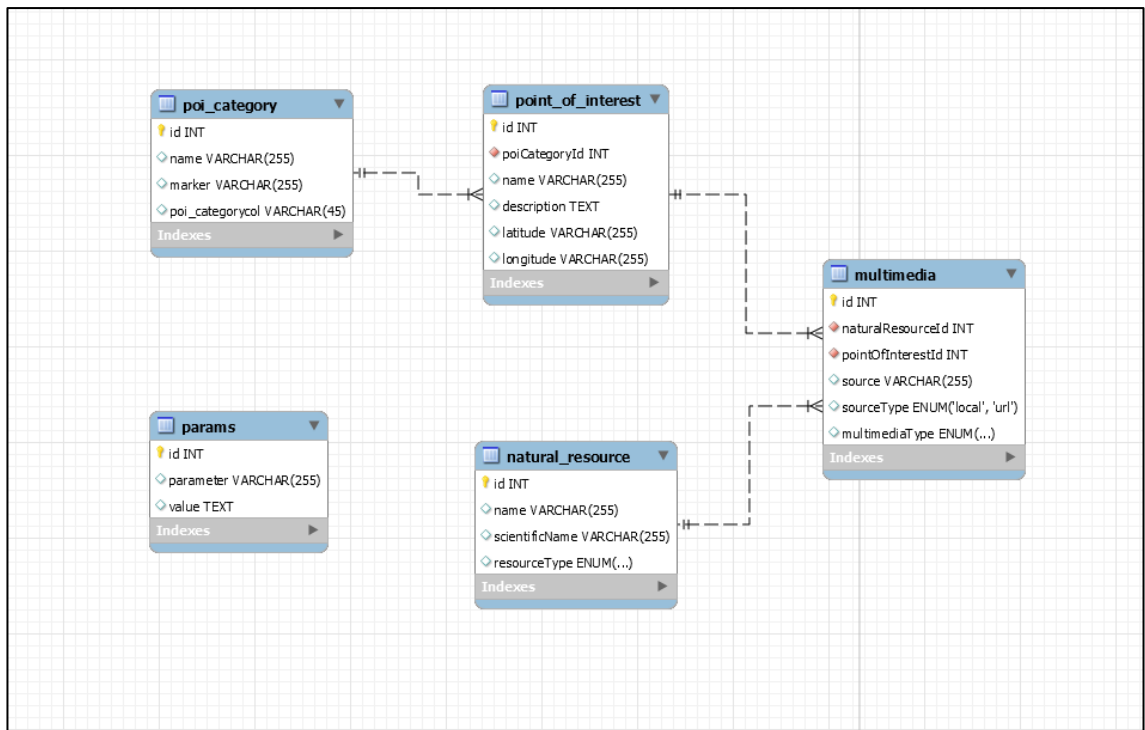 poi_category
id INT
name VARCHAR(255)
marker VARCHAR(255)
poi_categorycol VARCHAR(45)
Indexes
point_of_interest
id INT
poiCategoryId INT
name VARCHAR(255)
description TEXT
latitude VARCHAR(255)
longitude VARCHAR(255)
Indexes
multimedia
id INT
naturalResourceId INT
pointOfInterestId INT
source VARCHAR(255)
sourceType ENUM('local', 'url')
multimediaType ENUM(...)
Indexes
params
id INT
parameter VARCHAR(255)
value TEXT
Indexes
natural_resource
id INT
name VARCHAR(255)
scientificName VARCHAR(255)
resourceType ENUM(...)
Indexes